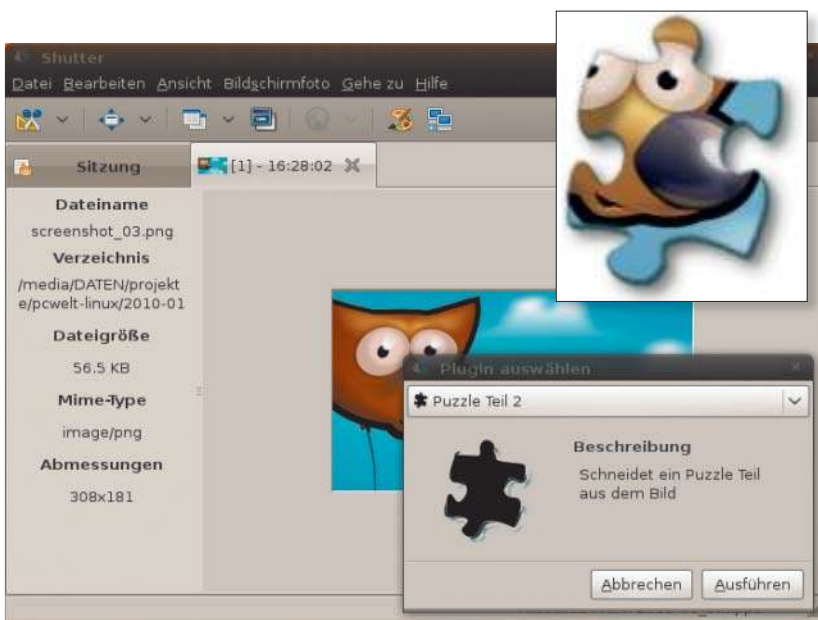 Shutter
Datei Bearbeiten Ansicht Bildschirmfoto Gehe zu Hilfe
Sitzung
[1] - 16:28:02
Dateiname
screenshot_03.png
Verzeichnis
/media/DATEN/projekt
e/pcwelt-linux/2010-01
Dateigröße
56.5 KB
Mime-Type
image/png
Abmessungen
308x181
Plugin auswählen
Puzzle Teil 2
Beschreibung
Schneidet ein Puzzle Teil
aus dem Bild
Abbrechen Ausführen